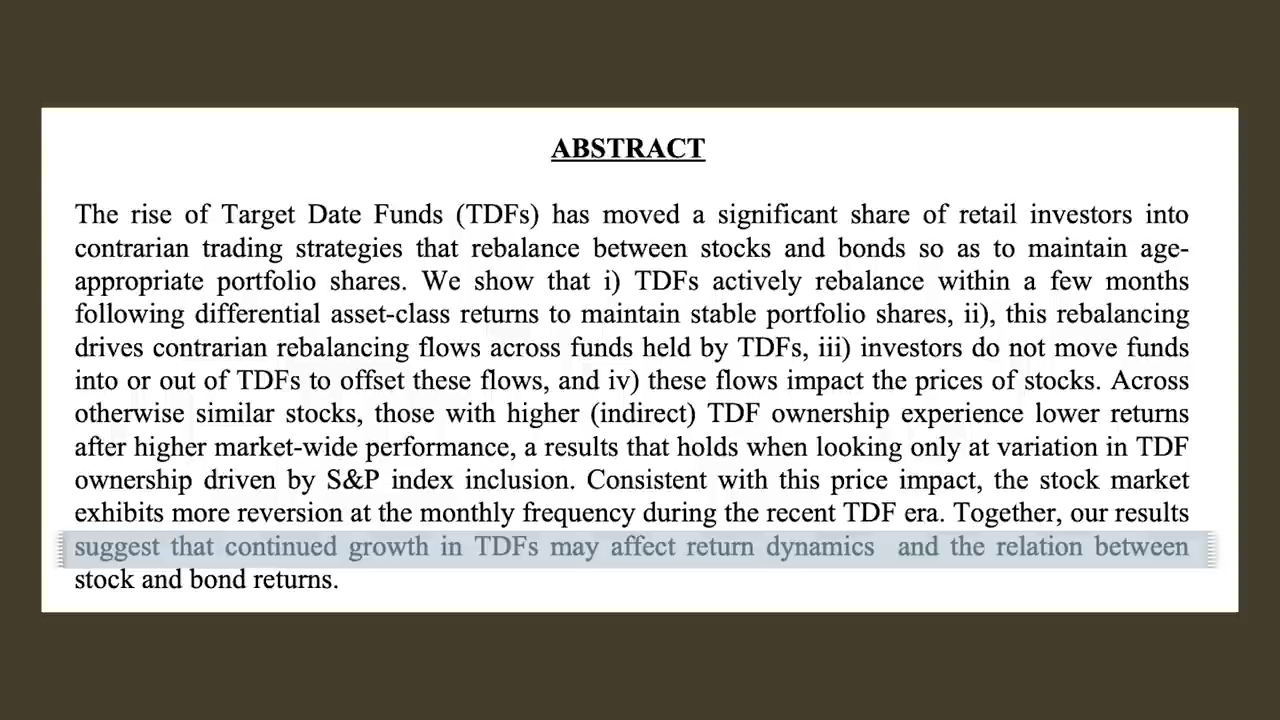 ABSTRACT
The rise of Target Date Funds (TDFs) has moved a significant share of retail investors into
contrarian trading strategies that rebalance between stocks and bonds so as to maintain age-
appropriate portfolio shares. We show that i) TDFs actively rebalance within a few months
following differential asset-class returns to maintain stable portfolio shares, ii), this rebalancing
drives contrarian rebalancing flows across funds held by TDFs, iii) investors do not move funds
into or out of TDFs to offset these flows, and iv) these flows impact the prices of stocks. Across
otherwise similar stocks, those with higher (indirect) TDF ownership experience lower returns
after higher market-wide performance, a results that holds when looking only at variation in TDF
ownership driven by S&P index inclusion. Consistent with this price impact, the stock market
exhibits more reversion at the monthly frequency during the recent TDF era. Together, our results
suggest that continued growth in TDFs may affect return dynamics and the relation between
stock and bond returns.